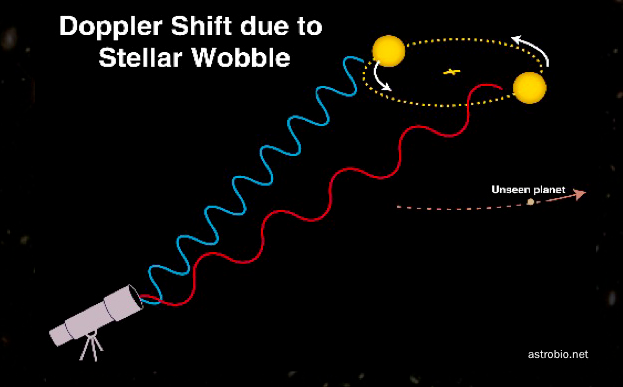 Doppler Shift due to
Stellar Wobble
Unseen planet
astrobio.net